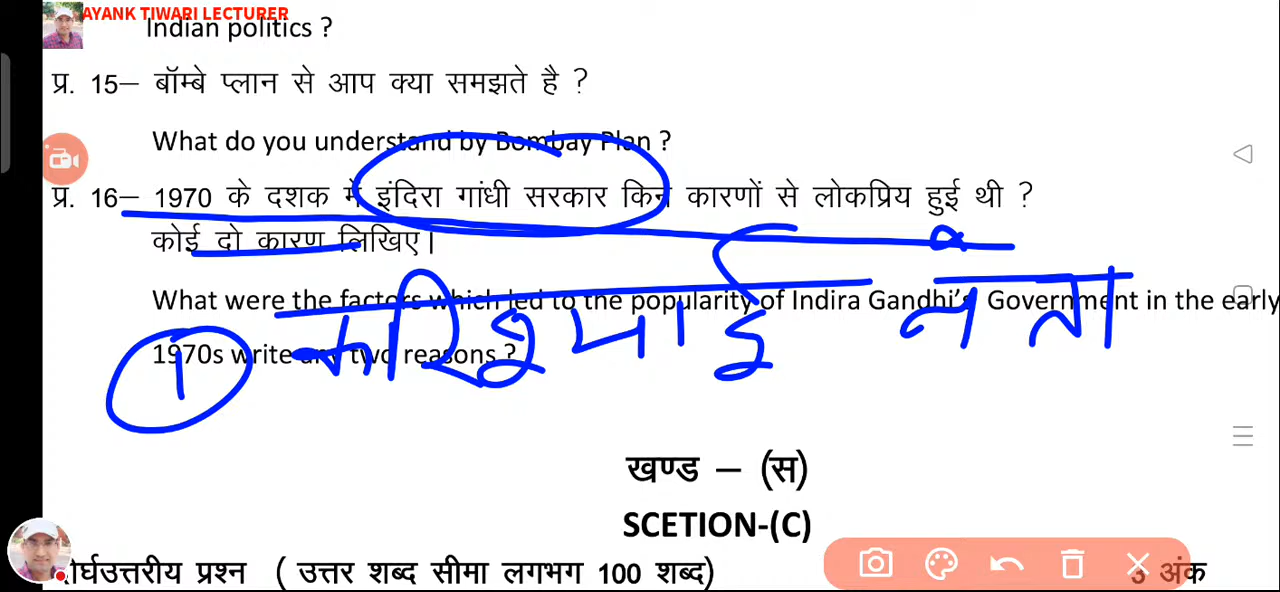 AYANK TIWARI LECTURER
Indian politics ?
प्र. 15– बॉम्बे प्लान से आप क्या समझते है ?
What do you understand by Bombay Plan ?
प्र. 16– 1970 के दशक में इंदिरा गांधी सरकार किन कारणों से लोकप्रिय हुई थी ?
कोई दो कारण लिखिए।
What were the factors which led to the popularity of Indira Gandhi's Government in the early
1970s write any two reasons ?
① करिश्माई नेता
खण्ड – (स)
SCETION-(C)
र्घउत्तरीय प्रश्न ( उत्तर शब्द सीमा लगभग 100 शब्द) 3 अंक